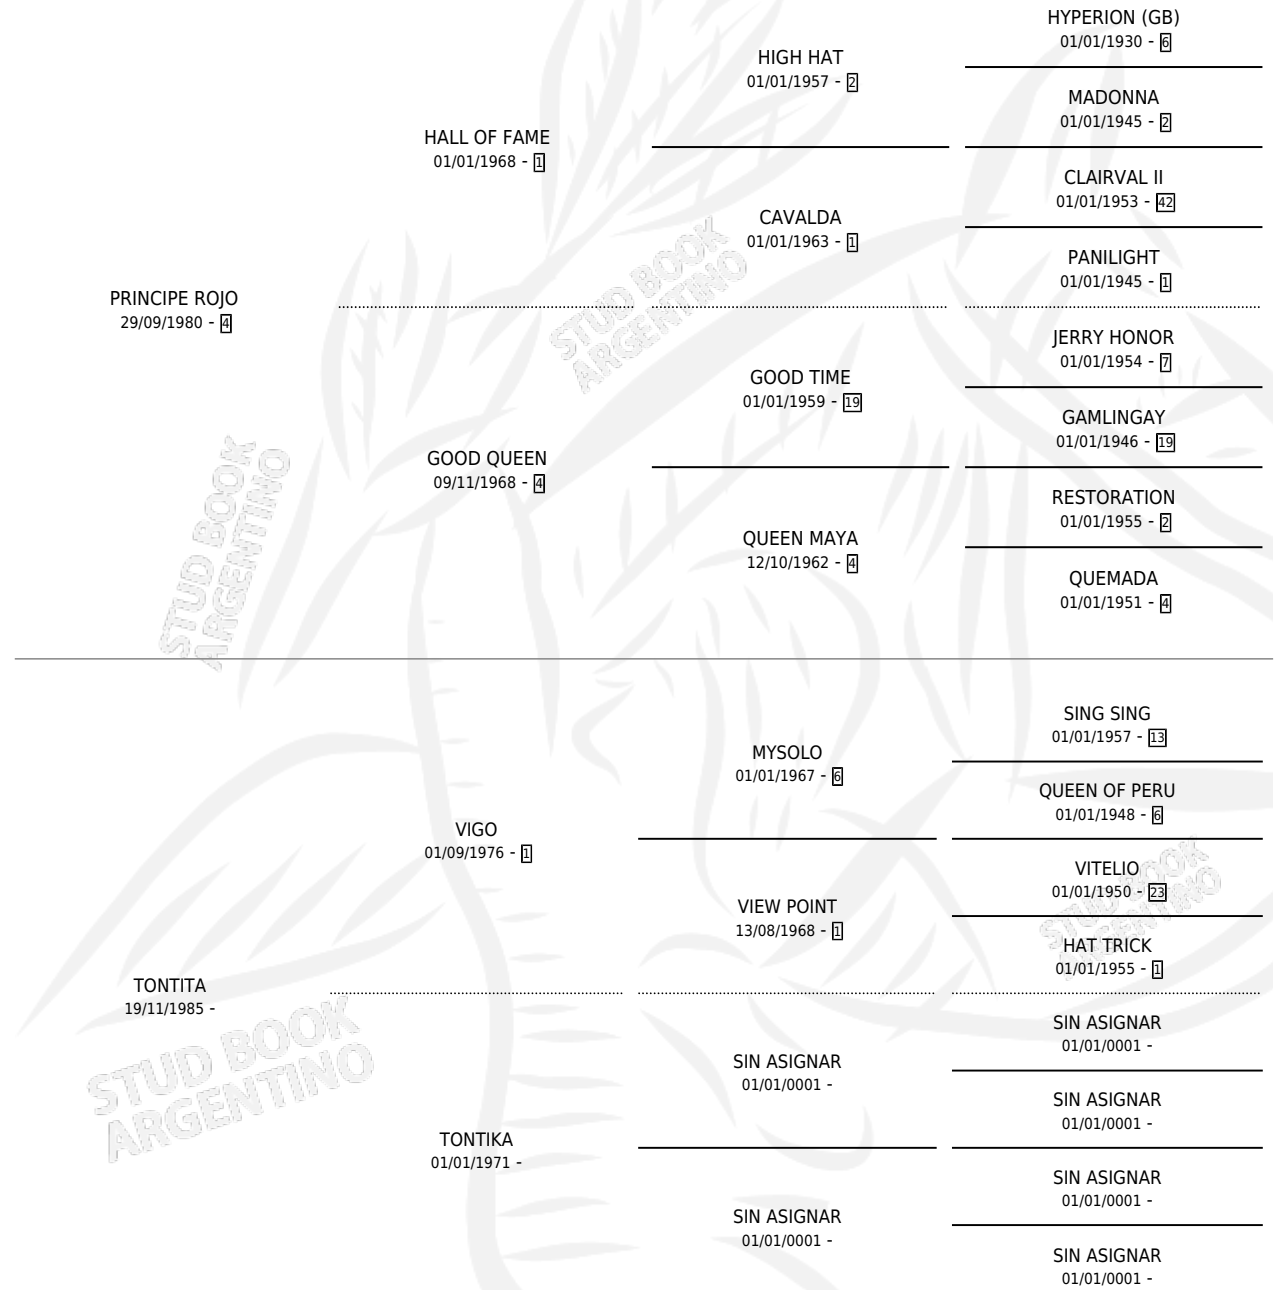 HYPERION (GB)
01/01/1930 - 6
HIGH HAT
01/01/1957 - 2
MADONNA
01/01/1945 - 2
HALL OF FAME
01/01/1968 - 1
CLAIRVAL II
01/01/1953 - 42
CAVALDA
01/01/1963 - 1
PANILIGHT
01/01/1945 - 1
PRINCIPE ROJO
29/09/1980 - 4
JERRY HONOR
01/01/1954 - 7
GOOD TIME
01/01/1959 - 19
GAMLINGAY
01/01/1946 - 19
GOOD QUEEN
09/11/1968 - 4
RESTORATION
01/01/1955 - 2
QUEEN MAYA
12/10/1962 - 4
QUEMADA
01/01/1951 - 4
STUD BOOK
ARGENTINO
STUD BOOK
ARGENTINO
SING SING
01/01/1957 - 13
MYSOLO
01/01/1967 - 6
QUEEN OF PERU
01/01/1948 - 6
VIGO
01/09/1976 - 1
VITELIO
01/01/1950 - 23
VIEW POINT
13/08/1968 - 1
HAT TRICK
01/01/1955 - 1
STUD BOOK
ARGENTINO
TONTITA
19/11/1985 -
SIN ASIGNAR
01/01/0001 -
SIN ASIGNAR
01/01/0001 -
SIN ASIGNAR
01/01/0001 -
TONTIKA
01/01/1971 -
SIN ASIGNAR
01/01/0001 -
SIN ASIGNAR
01/01/0001 -
SIN ASIGNAR
01/01/0001 -
STUD BOOK
ARGENTINO